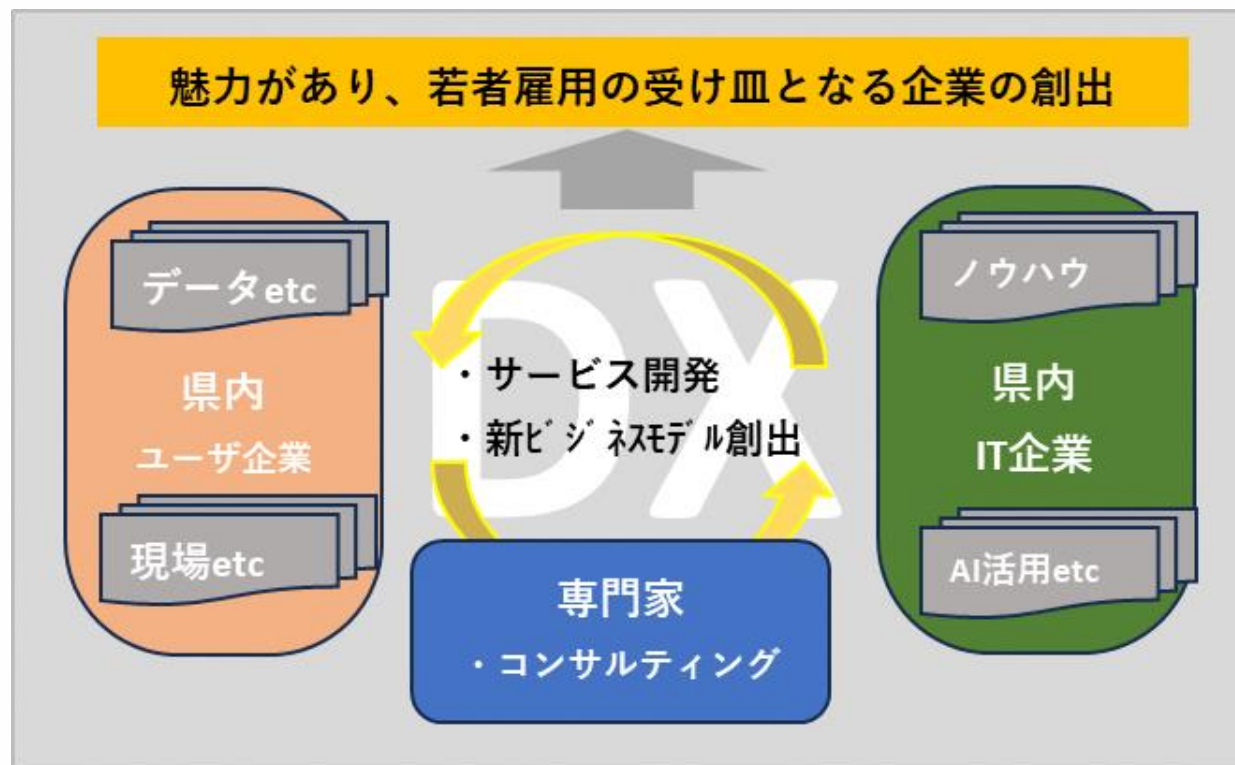 魅力があり、若者雇用の受け皿となる企業の創出
データetc
県内
ユーザ企業
現場etc
DX
・サービス開発
・新ﾋﾞｼﾞﾈｽﾓﾃﾞﾙ創出
専門家
・コンサルティング
ノウハウ
県内
IT企業
AI活用etc